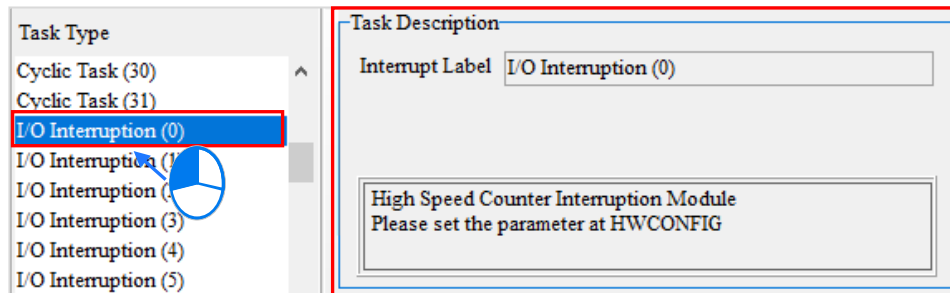 Task Type
Cyclic Task (30)
Cyclic Task (31)
I/O Interruption (0)
I/O Interruption (1
I/O Interruption (
I/O Interruption (3)
I/O Interruption (4)
I/O Interruption (5)
Task Description
Interrupt Label I/O Interruption (0)
High Speed Counter Interruption Module
Please set the parameter at HWCONFIG